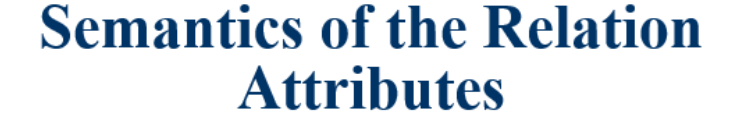 Semantics of the Relation
Attributes